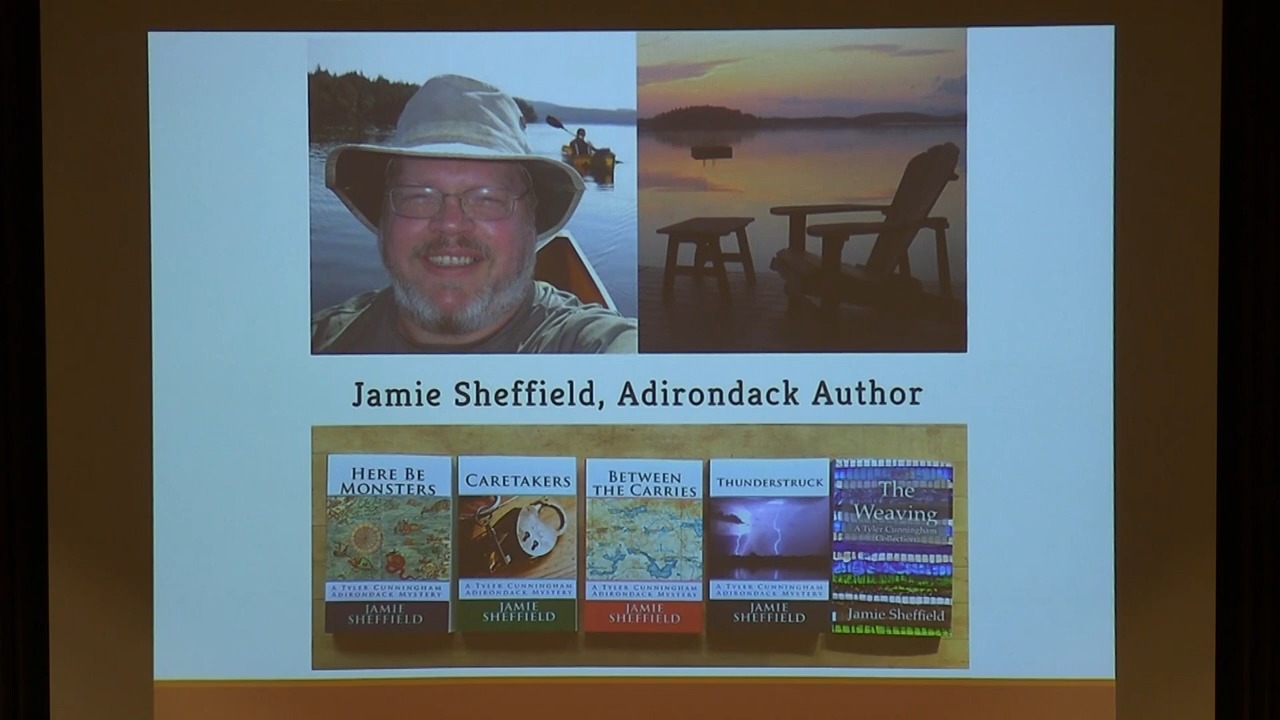 Jamie Sheffield, Adirondack Author
HERE BE
MONSTERS
A TYLER CUNNINGHAM
ADIRONDACK MYSTERY
JAMIE
SHEFFIELD
CARETAKERS
A TYLER CUNNINGHAM
ADIRONDACK MYSTERY
JAMIE
SHEFFIELD
BETWEEN
THE CARRIES
A TYLER CUNNINGHAM
ADIRONDACK MYSTERY
JAMIE
SHEFFIELD
THUNDERSTRUCK
A TYLER CUNNINGHAM
ADIRONDACK MYSTERY
JAMIE
SHEFFIELD
The
Weaving
A Tyler Cunningham
Collection
Jamie Sheffield